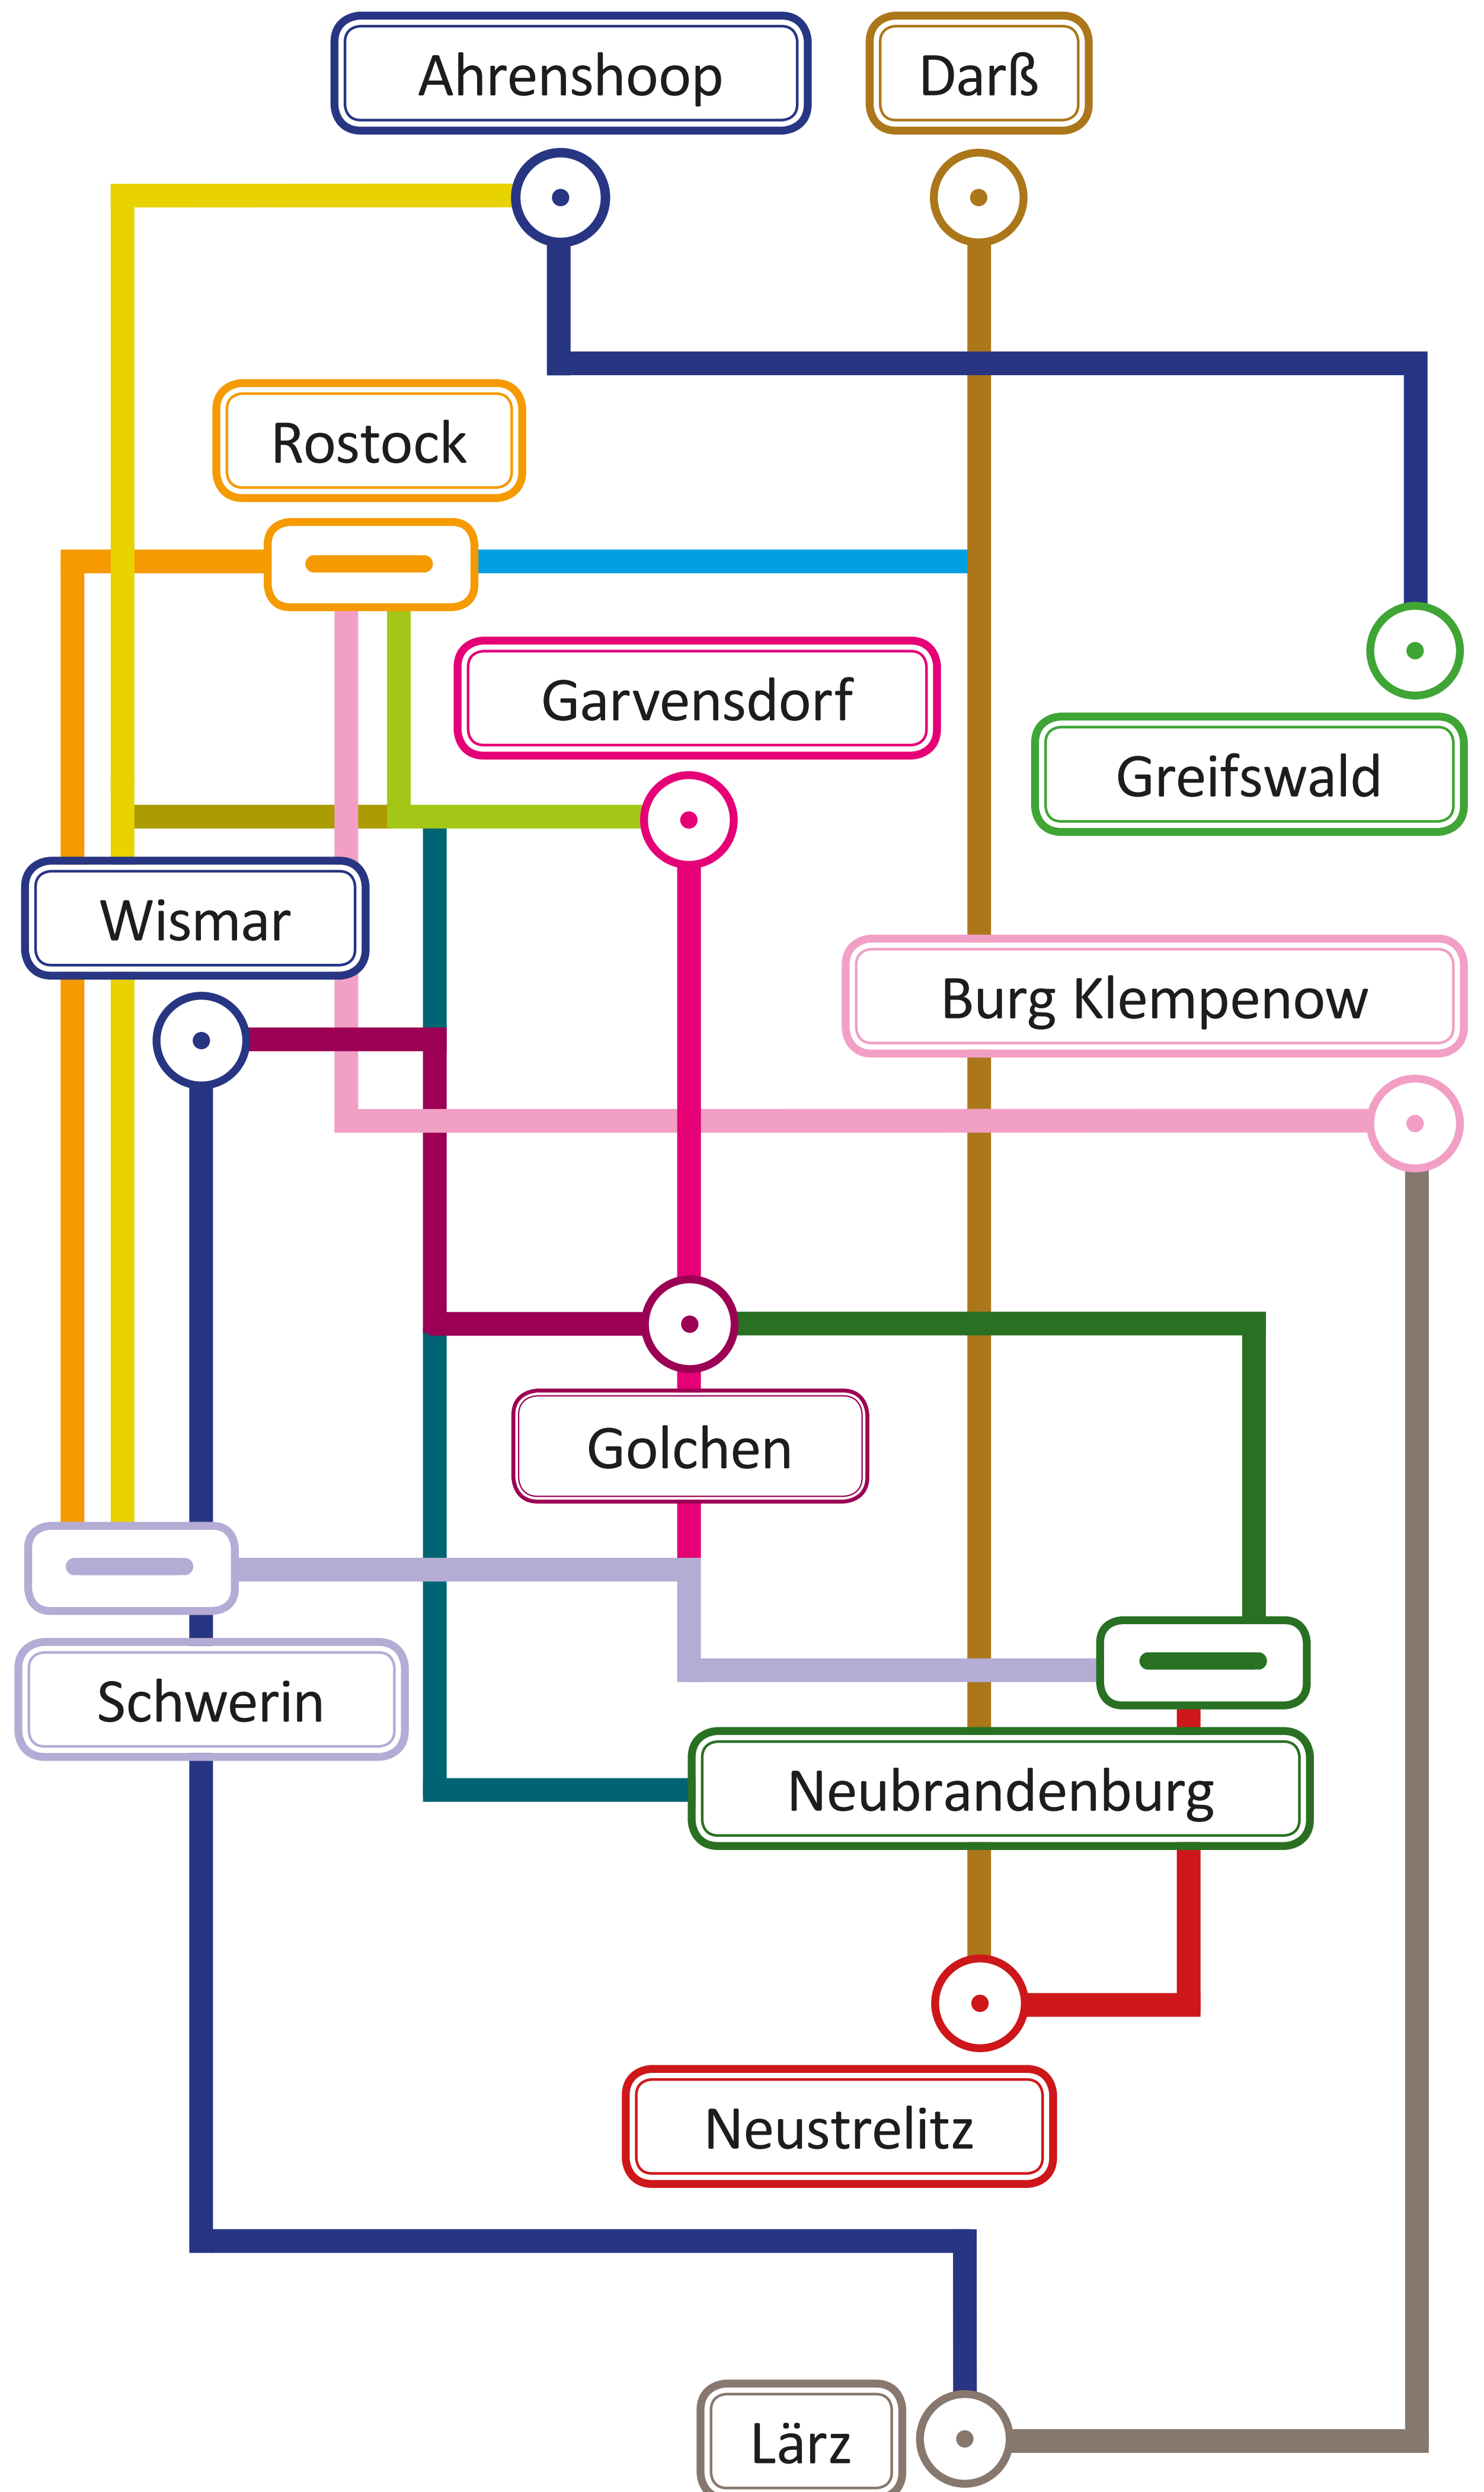 Ahrenshoop
Darß
Rostock
Garvensdorf
Greifswald
Wismar
Burg Klempenow
Golchen
Schwerin
Neubrandenburg
Neustrelitz
Lärz